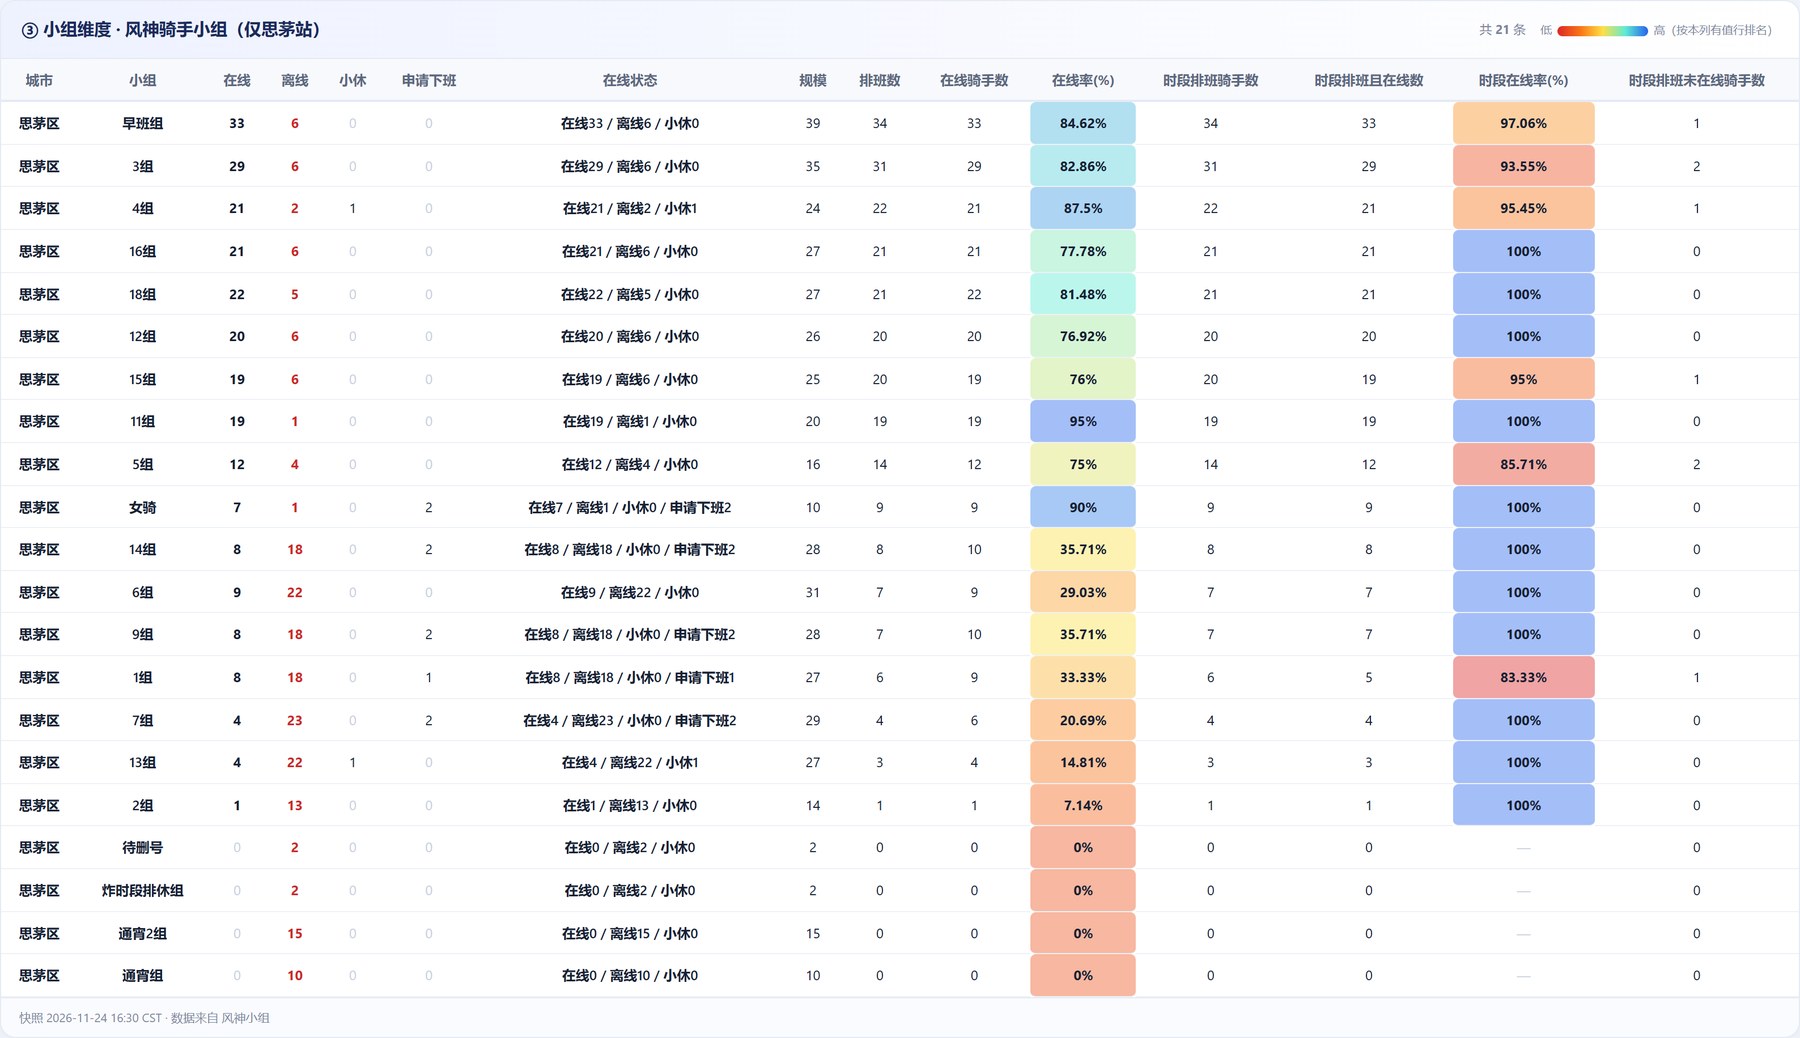 ③ 小组维度 · 风神骑手小组（仅思茅站）
共 21 条 低 高 (按本列有值行排名)
城市 小组 在线 离线 小休 申请下班 在线状态 规模 排班数 在线骑手数 在线率(%) 时段排班骑手数 时段排班且在线数 时段在线率(%) 时段排班未在线骑手数
思茅区 早班组 33 6 0 0 在线33 / 离线6 / 小休0 39 34 33 84.62% 34 33 97.06% 1
思茅区 3组 29 6 0 0 在线29 / 离线6 / 小休0 35 31 29 82.86% 31 29 93.55% 2
思茅区 4组 21 2 1 0 在线21 / 离线2 / 小休1 24 22 21 87.5% 22 21 95.45% 1
思茅区 16组 21 6 0 0 在线21 / 离线6 / 小休0 27 21 21 77.78% 21 21 100% 0
思茅区 18组 22 5 0 0 在线22 / 离线5 / 小休0 27 21 22 81.48% 21 21 100% 0
思茅区 12组 20 6 0 0 在线20 / 离线6 / 小休0 26 20 20 76.92% 20 20 100% 0
思茅区 15组 19 6 0 0 在线19 / 离线6 / 小休0 25 20 19 76% 20 19 95% 1
思茅区 11组 19 1 0 0 在线19 / 离线1 / 小休0 20 19 19 95% 19 19 100% 0
思茅区 5组 12 4 0 0 在线12 / 离线4 / 小休0 16 14 12 75% 14 12 85.71% 2
思茅区 女骑 7 1 0 2 在线7 / 离线1 / 小休0 / 申请下班2 10 9 9 90% 9 9 100% 0
思茅区 14组 8 18 0 2 在线8 / 离线18 / 小休0 / 申请下班2 28 8 10 35.71% 8 8 100% 0
思茅区 6组 9 22 0 0 在线9 / 离线22 / 小休0 31 7 9 29.03% 7 7 100% 0
思茅区 9组 8 18 0 2 在线8 / 离线18 / 小休0 / 申请下班2 28 7 10 35.71% 7 7 100% 0
思茅区 1组 8 18 0 1 在线8 / 离线18 / 小休0 / 申请下班1 27 6 9 33.33% 6 5 83.33% 1
思茅区 7组 4 23 0 2 在线4 / 离线23 / 小休0 / 申请下班2 29 4 6 20.69% 4 4 100% 0
思茅区 13组 4 22 1 0 在线4 / 离线22 / 小休1 27 3 4 14.81% 3 3 100% 0
思茅区 2组 1 13 0 0 在线1 / 离线13 / 小休0 14 1 1 7.14% 1 1 100% 0
思茅区 待删号 0 2 0 0 在线0 / 离线2 / 小休0 2 0 0 0% 0 0 — 0
思茅区 炸时段排休组 0 2 0 0 在线0 / 离线2 / 小休0 2 0 0 0% 0 0 — 0
思茅区 通宵2组 0 15 0 0 在线0 / 离线15 / 小休0 15 0 0 0% 0 0 — 0
思茅区 通宵组 0 10 0 0 在线0 / 离线10 / 小休0 10 0 0 0% 0 0 — 0
快照 2026-11-24 16:30 CST · 数据来自 风神小组